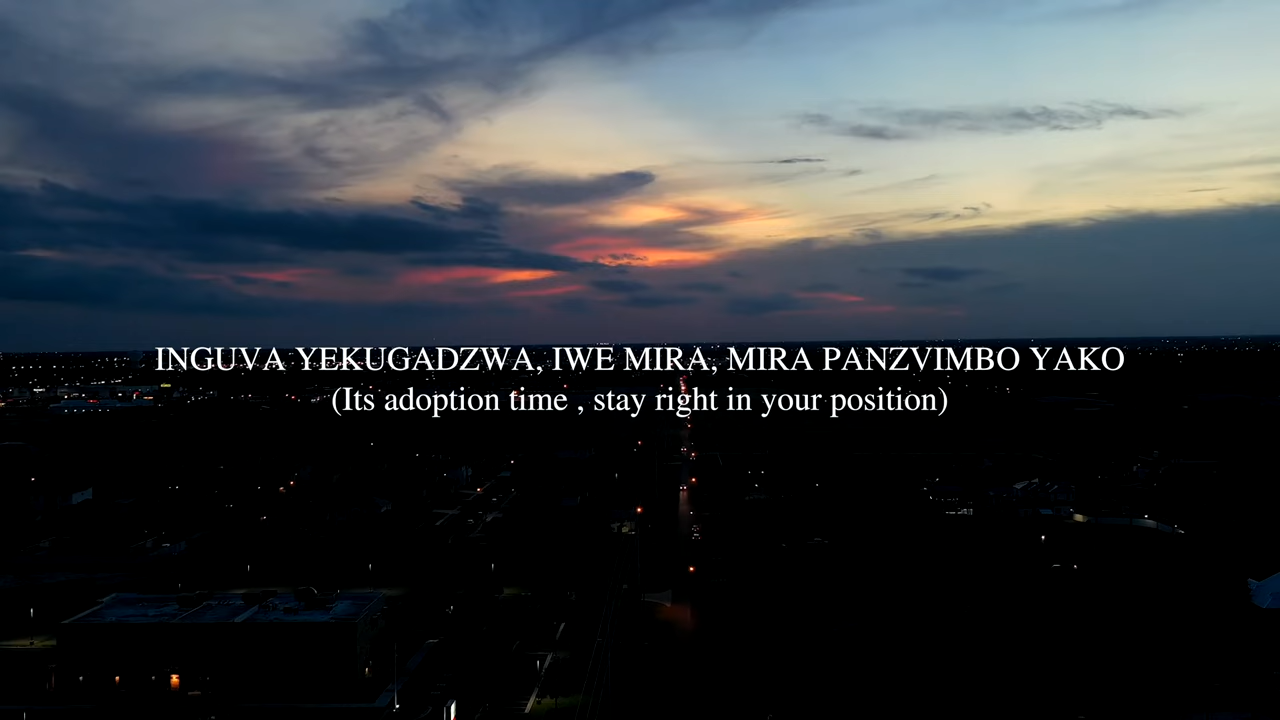 INGUVA YEKUGADZWA, IWE MIRA, MIRA PANZVIMBO YAKO
(Its adoption time , stay right in your position)